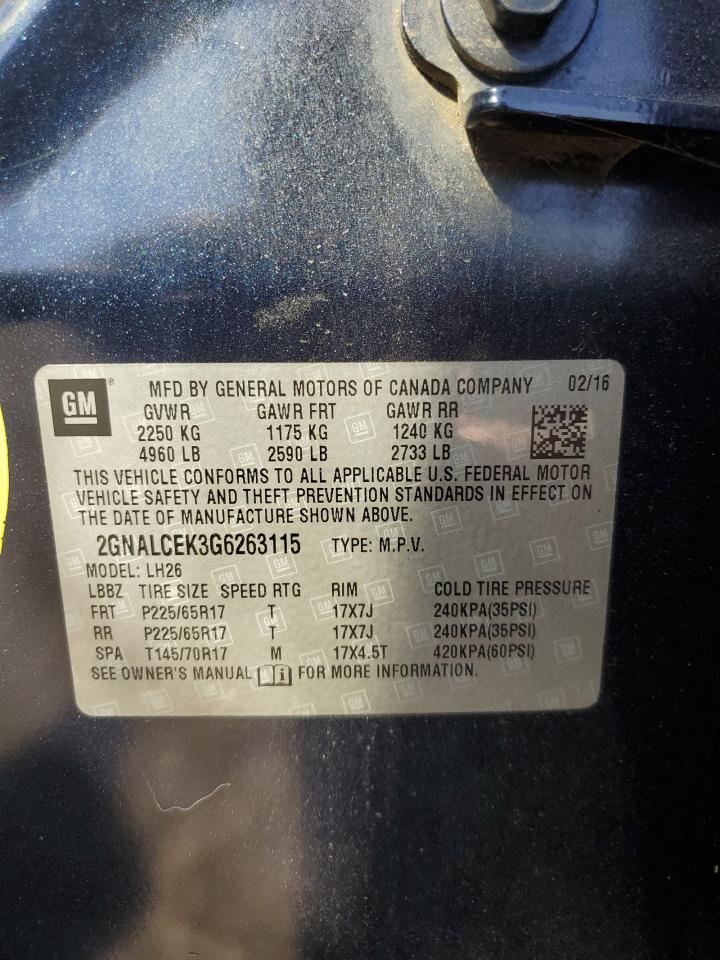 GM® MFD BY GENERAL MOTORS OF CANADA COMPANY 02/16
GVWR GAWR FRT GAWR RR
2250 KG 1175 KG 1240 KG
4960 LB 2590 LB 2733 LB
THIS VEHICLE CONFORMS TO ALL APPLICABLE U.S. FEDERAL MOTOR
VEHICLE SAFETY AND THEFT PREVENTION STANDARDS IN EFFECT ON
THE DATE OF MANUFACTURE SHOWN ABOVE.
2GNALCEK3G6263115 TYPE: M.P.V.
MODEL: LH26
LBBZ TIRE SIZE SPEED RTG RIM COLD TIRE PRESSURE
FRT P225/65R17 T 17X7J 240KPA(35PSI)
RR P225/65R17 T 17X7J 240KPA(35PSI)
SPA T145/70R17 M 17X4.5T 420KPA(60PSI)
SEE OWNER'S MANUAL i FOR MORE INFORMATION.